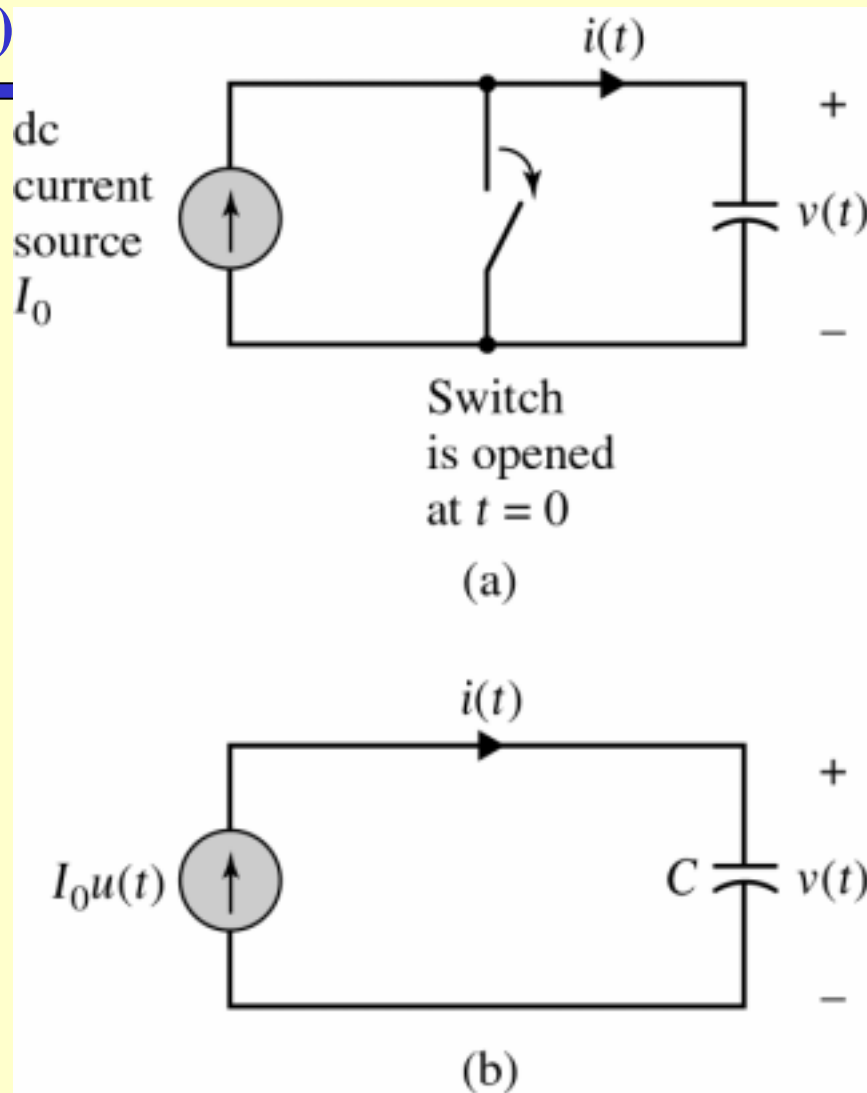 )
i(t)
dc
current
source
I₀
+
v(t)
−
Switch
is opened
at t = 0
(a)
i(t)
I₀u(t)
+
C
v(t)
−
(b)